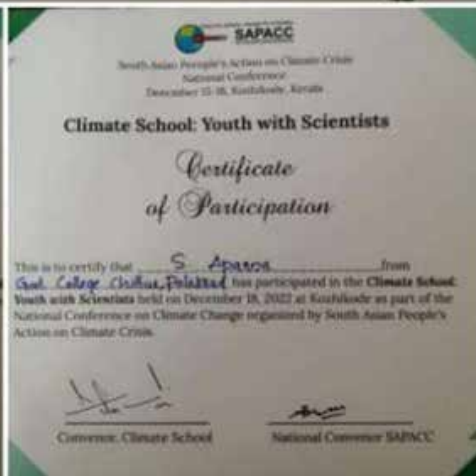 SAPACC
South Asian People's Action on Climate Crisis
National Conference
December 15-18, Kozhikode, Kerala
Climate School: Youth with Scientists
Certificate
of Participation
This is to certify that S Aparna from
Govt College Chittur, Palakkad has participated in the Climate School:
Youth with Scientists held on December 18, 2022 at Kozhikode as part of the
National Conference on Climate Change organized by South Asian People's
Action on Climate Crisis.
Convenor, Climate School
National Convenor SAPACC